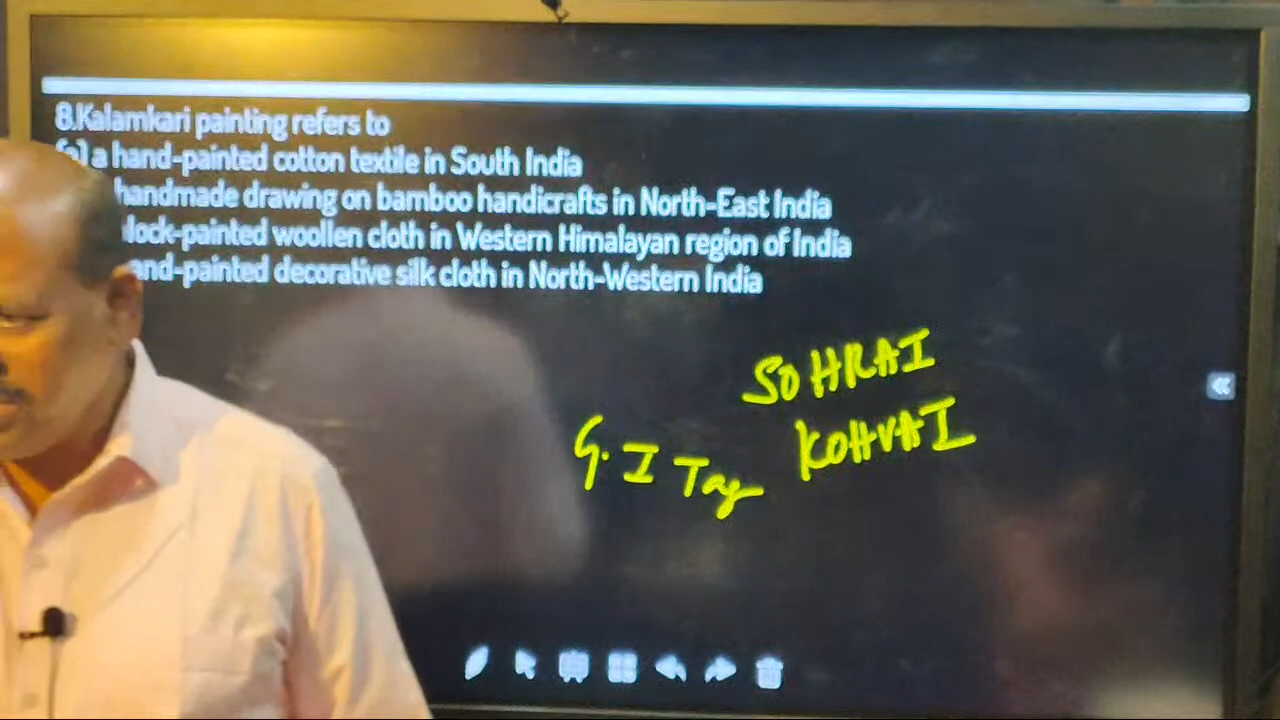 8.Kalamkari painting refers to
a hand-painted cotton textile in South India
handmade drawing on bamboo handicrafts in North-East India
lock-painted woollen cloth in Western Himalayan region of India
and-painted decorative silk cloth in North-Western India
SOHRAI
G.I Tag KOHVAI